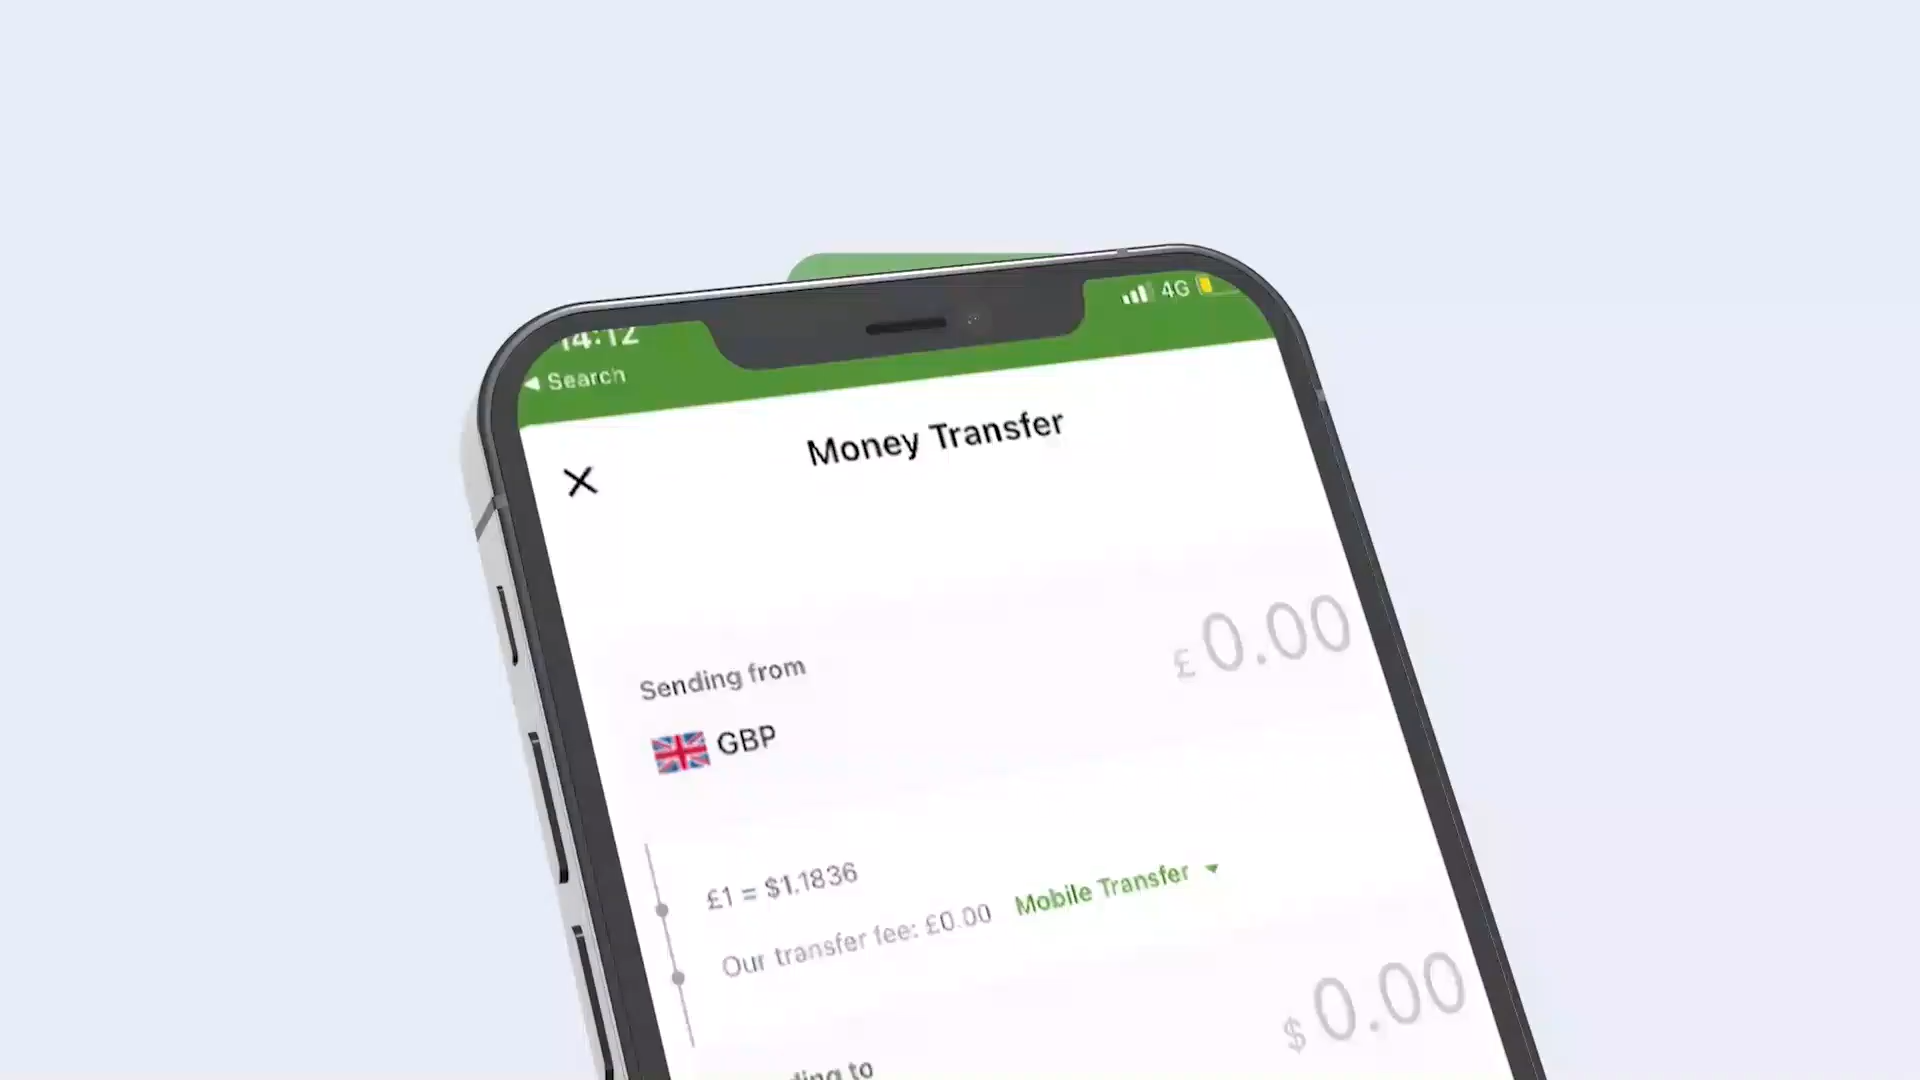 14:12
4G
◀ Search
Money Transfer
Sending from
£0.00
GBP
£1 = $1.1836
Our transfer fee: £0.00 Mobile Transfer
$0.00
to